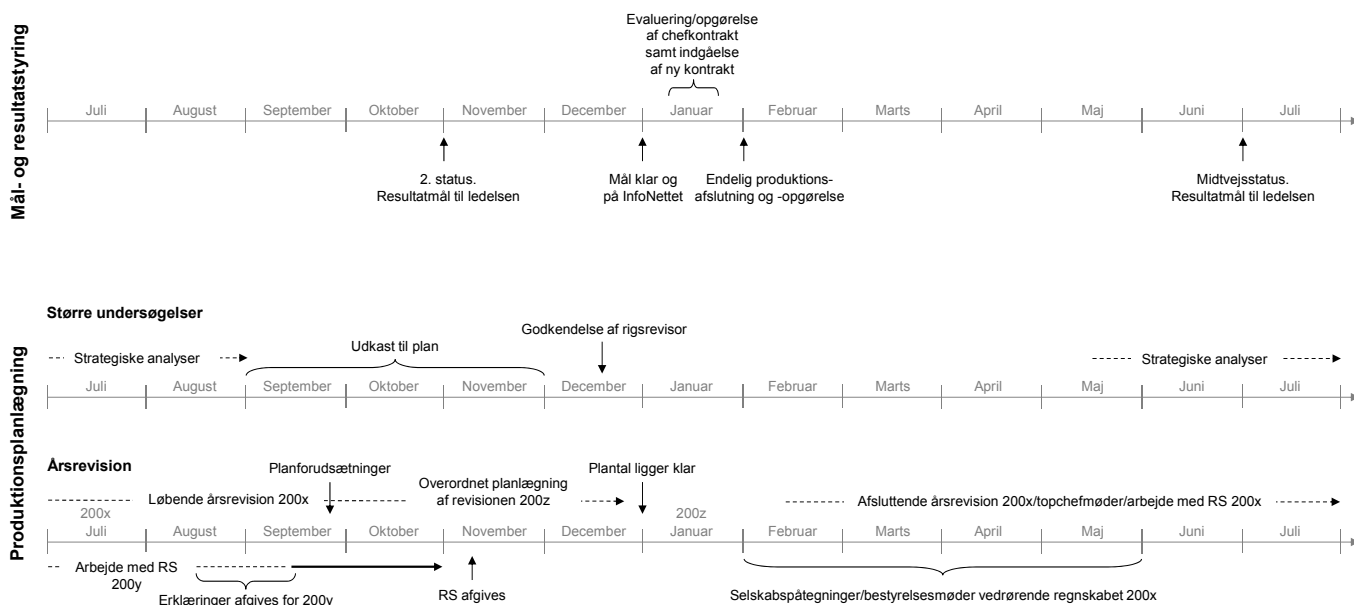 Mål- og resultatstyring
Evaluering/opgørelse
af chefkontrakt
samt indgåelse
af ny kontrakt
Juli August September Oktober November December Januar Februar Marts April Maj Juni Juli
2. status.
Resultatmål til ledelsen
Mål klar og
på InfoNettet
Endelig produktions-
afslutning og -opgørelse
Midtvejsstatus.
Resultatmål til ledelsen
Produktionsplanlægning
Større undersøgelser
Godkendelse af rigsrevisor
Udkast til plan
Strategiske analyser
Strategiske analyser
Juli August September Oktober November December Januar Februar Marts April Maj Juni Juli
Årsrevision
Planforudsætninger
Plantal ligger klar
Løbende årsrevision 200x
Overordnet planlægning
af revisionen 200z
Afsluttende årsrevision 200x/topchefmøder/arbejde med RS 200x
200x 200z
Juli August September Oktober November December Januar Februar Marts April Maj Juni Juli
Arbejde med RS
200y
Erklæringer afgives for 200y
RS afgives
Selskabspåtegninger/bestyrelsesmøder vedrørende regnskabet 200x